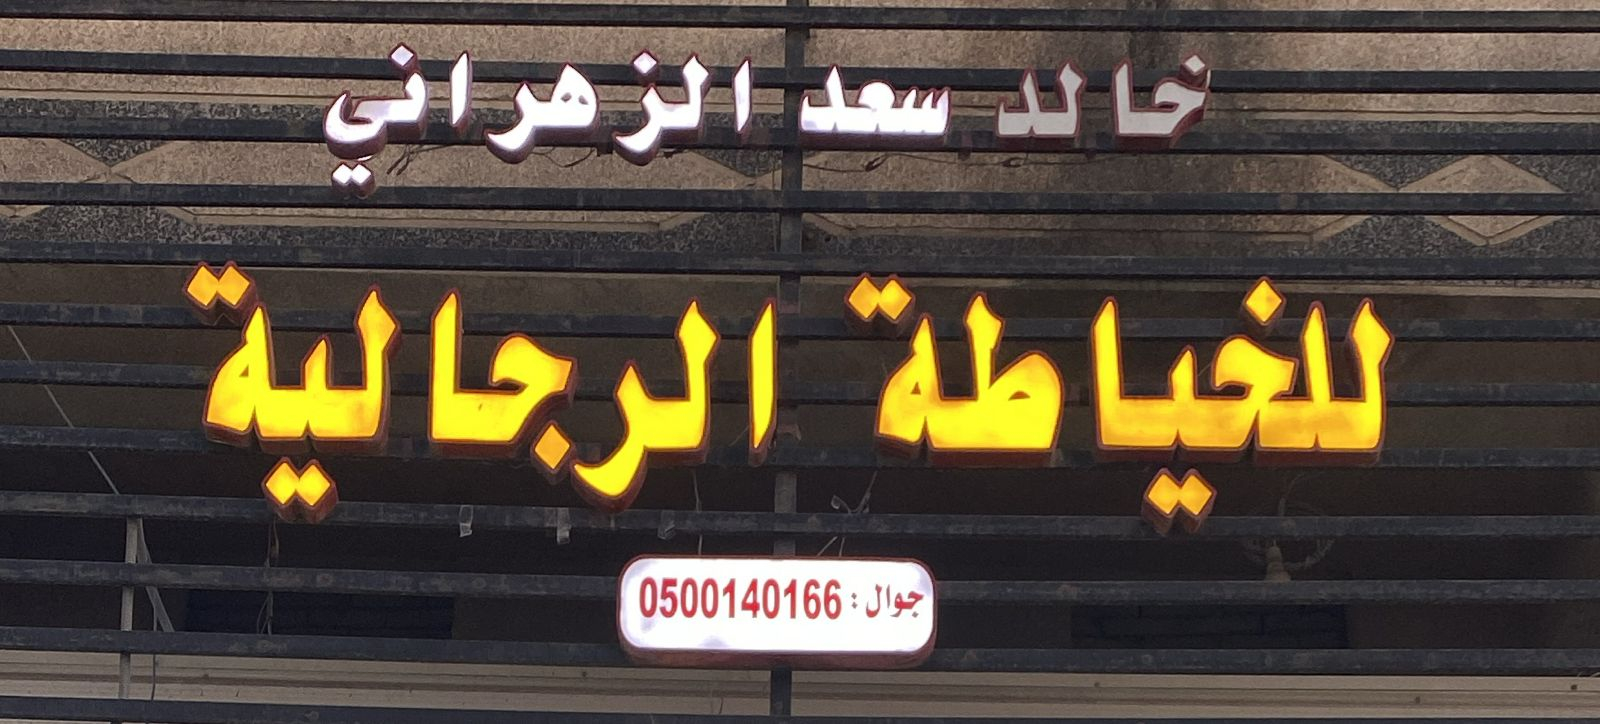 خالد سعد الزهراني
للخياطة الرجالية
جوال : 0500140166